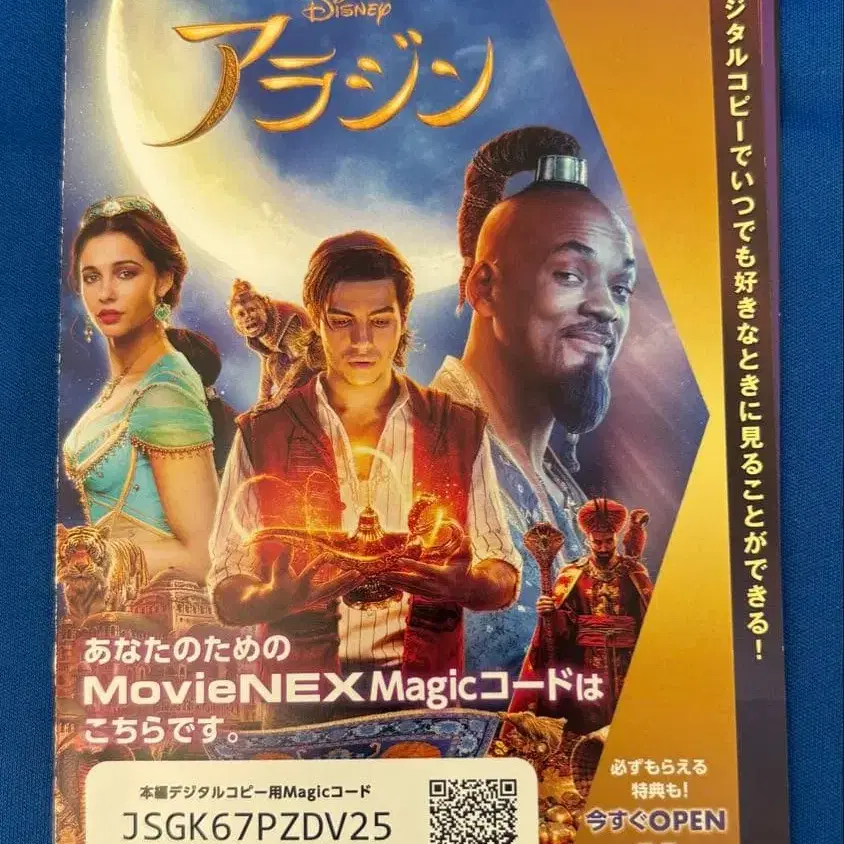 Disney
アラジン
ジタルコピーでいつでも好きなときに見ることができる！
あなたのための
MovieNEX Magicコードは
こちらです。
本編デジタルコピー用Magicコード
JSGK67PZDV25
必ずもらえる
特典も！
今すぐOPEN